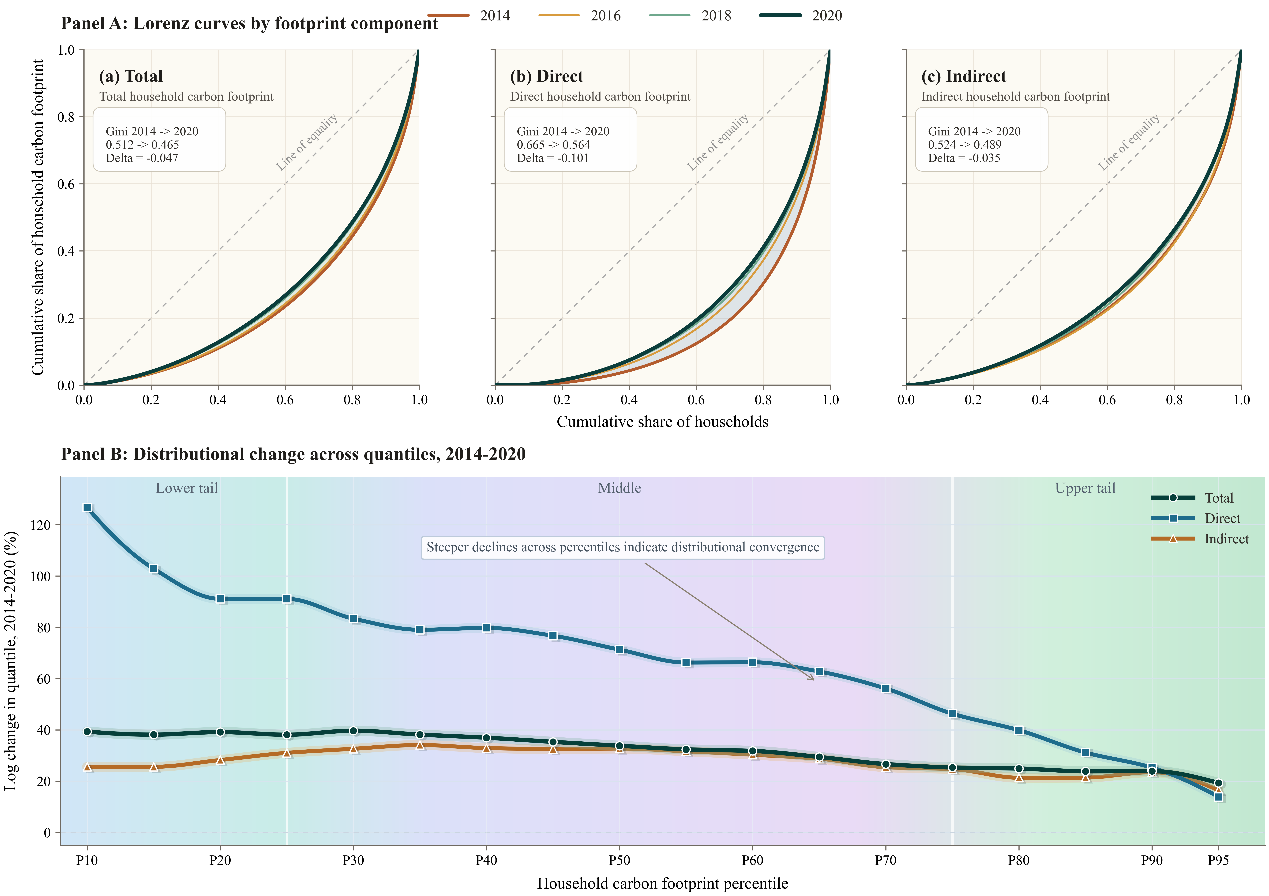 Panel A: Lorenz curves by footprint component
2014
2016
2018
2020
Cumulative share of household carbon footprint
1.0
0.8
0.6
0.4
0.2
0.0
(a) Total
Total household carbon footprint
Gini 2014 -> 2020
0.512 -> 0.465
Delta = -0.047
Line of equality
0.0 0.2 0.4 0.6 0.8 1.0
(b) Direct
Direct household carbon footprint
Gini 2014 -> 2020
0.665 -> 0.564
Delta = -0.101
Line of equality
0.0 0.2 0.4 0.6 0.8 1.0
(c) Indirect
Indirect household carbon footprint
Gini 2014 -> 2020
0.524 -> 0.489
Delta = -0.035
Line of equality
0.0 0.2 0.4 0.6 0.8 1.0
Cumulative share of households
Panel B: Distributional change across quantiles, 2014-2020
Log change in quantile, 2014-2020 (%)
120
100
80
60
40
20
0
Lower tail
Middle
Upper tail
Steeper declines across percentiles indicate distributional convergence
Total
Direct
Indirect
P10 P20 P30 P40 P50 P60 P70 P80 P90 P95
Household carbon footprint percentile